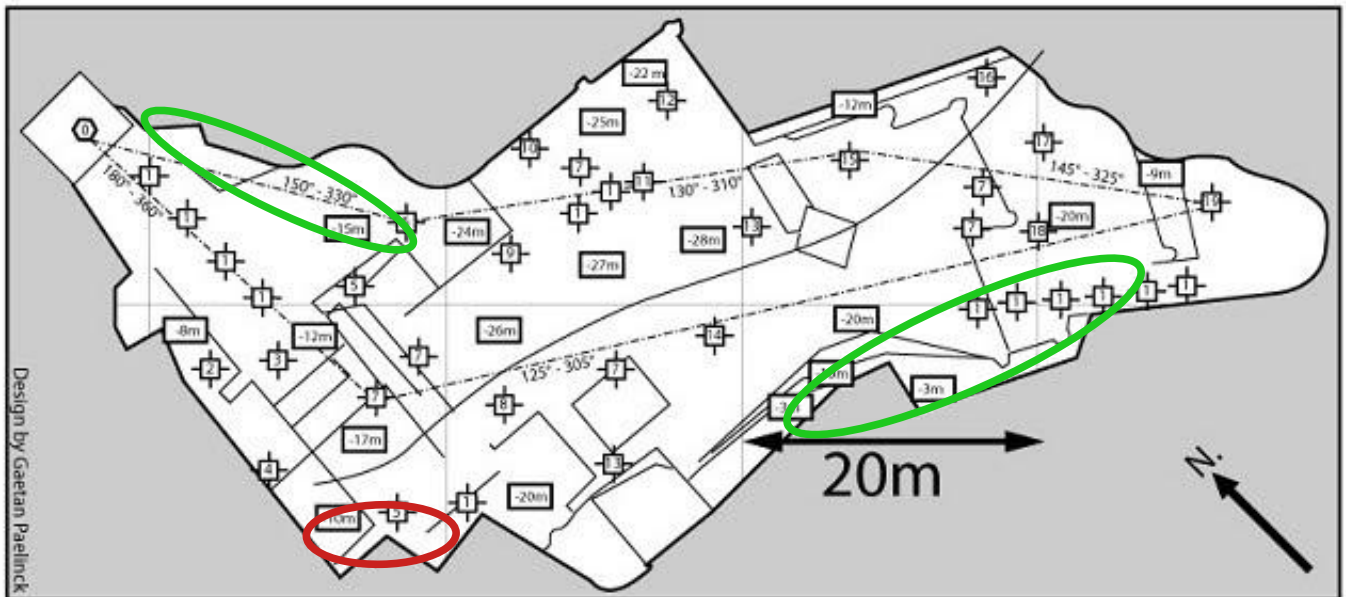 -22 m
16
12
-12m
-25m
0
17
10
7
15
145° - 325°
-9m
1
180° - 360°
150° - 330°
1
11
130° - 310°
7
19
1
1
-15m
-24m
13
7
18
-20m
-28m
9
1
-27m
5
1
1
1
1
1
1
1
-8m
-12m
-26m
-20m
14
3
7
2
125° - 305°
7
-3m
7
8
-17m
20m
4
13
N.
-10m
5
1
-20m
Design by Gaetan Paelinck